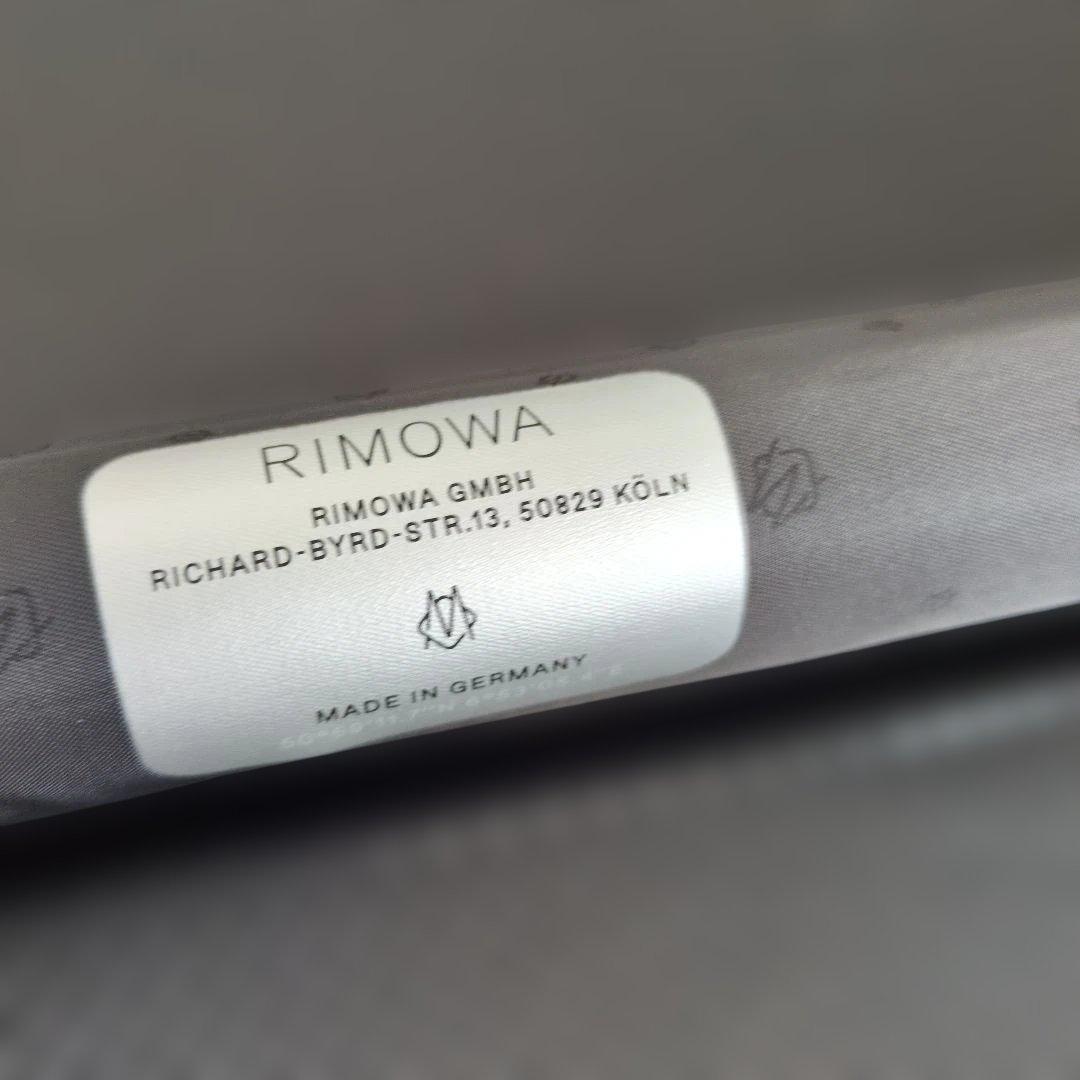 RIMOWA
RIMOWA GMBH
RICHARD-BYRD-STR.13, 50829 KÖLN
MADE IN GERMANY